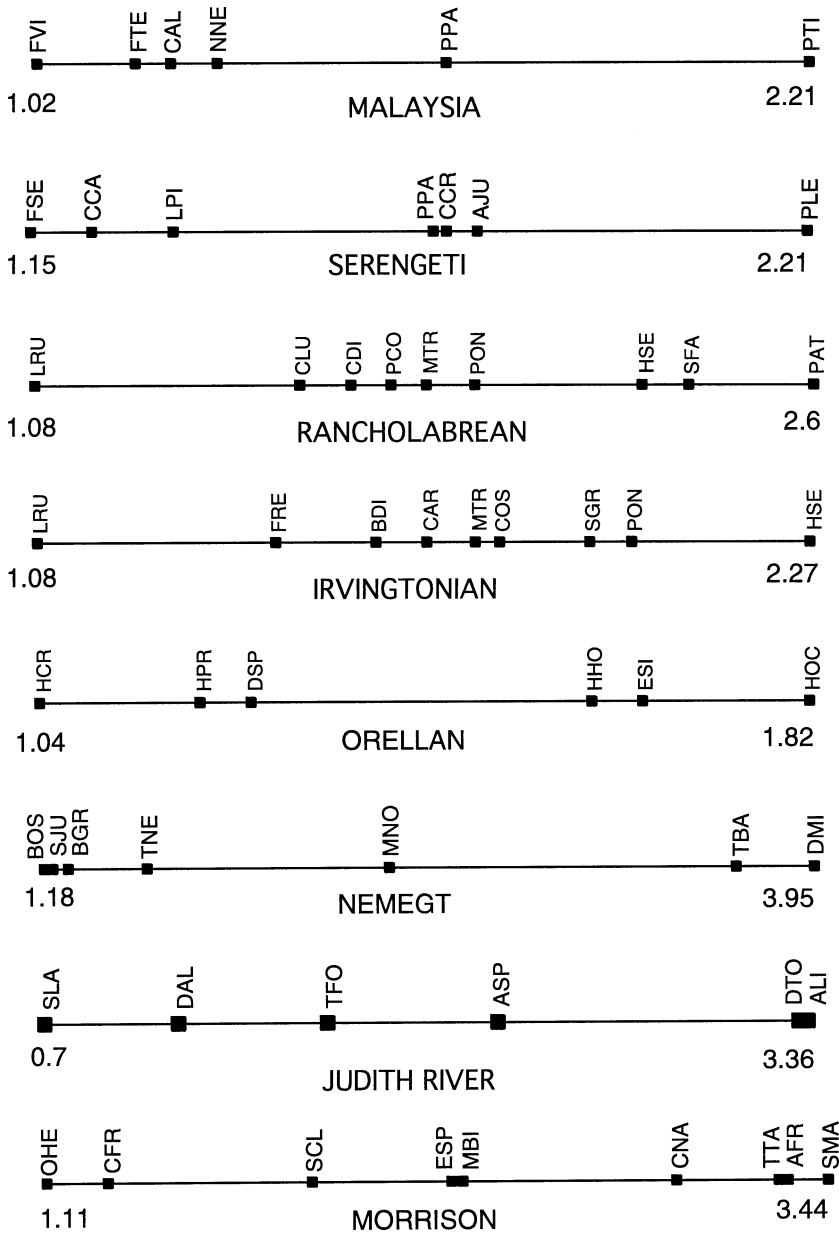 FVI FTE CAL NNE PPA PTI
1.02 MALAYSIA 2.21
FSE CCA LPI PPA CCR AJU PLE
1.15 SERENGETI 2.21
LRU CLU CDI PCO MTR PON HSE SFA PAT
1.08 RANCHOLABREAN 2.6
LRU FRE BDI CAR MTR COS SGR PON HSE
1.08 IRVINGTONIAN 2.27
HCR HPR DSP HHO ESI HOC
1.04 ORELLAN 1.82
BOS SJU BGR TNE MNO TBA DMI
1.18 NEMEGT 3.95
SLA DAL TFO ASP DTO ALI
0.7 JUDITH RIVER 3.36
OHE CFR SCL ESP MBI CNA TTA AFR SMA
1.11 MORRISON 3.44